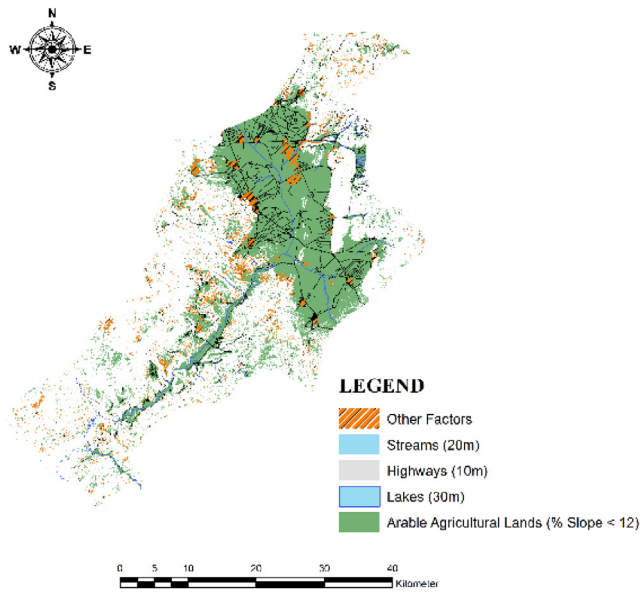 N
W E
S
LEGEND
Other Factors
Streams (20m)
Highways (10m)
Lakes (30m)
Arable Agricultural Lands (% Slope < 12)
0 5 10 20 30 40
Kilometer